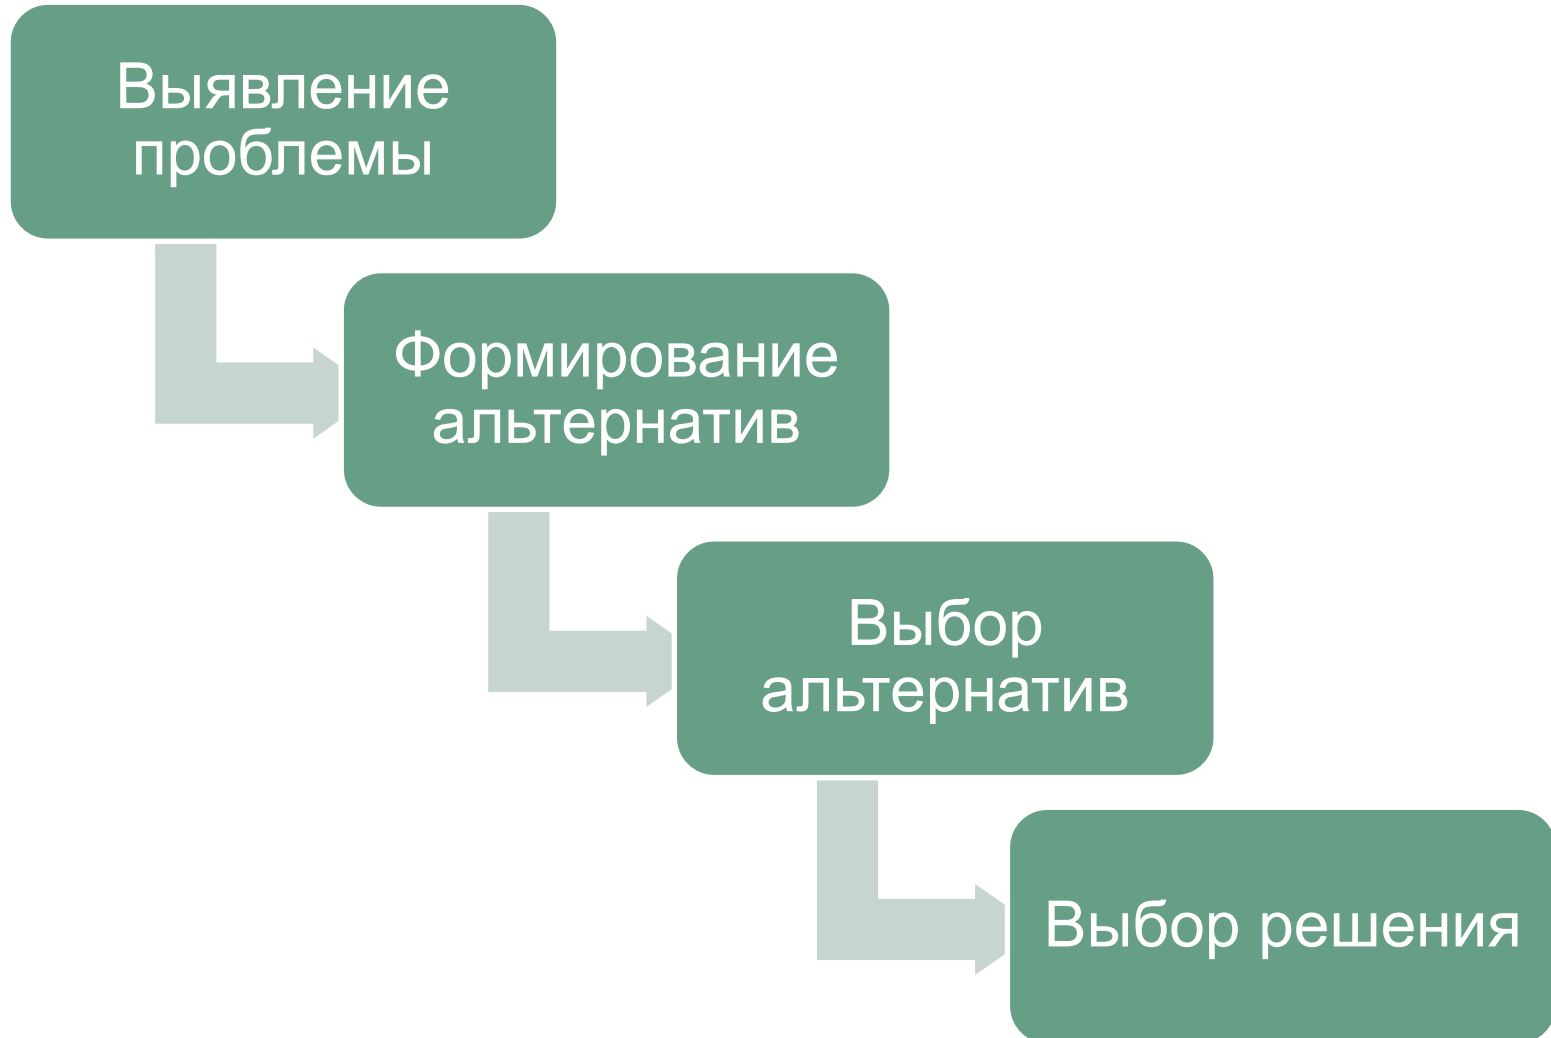 Выявление
проблемы
Формирование
альтернатив
Выбор
альтернатив
Выбор решения